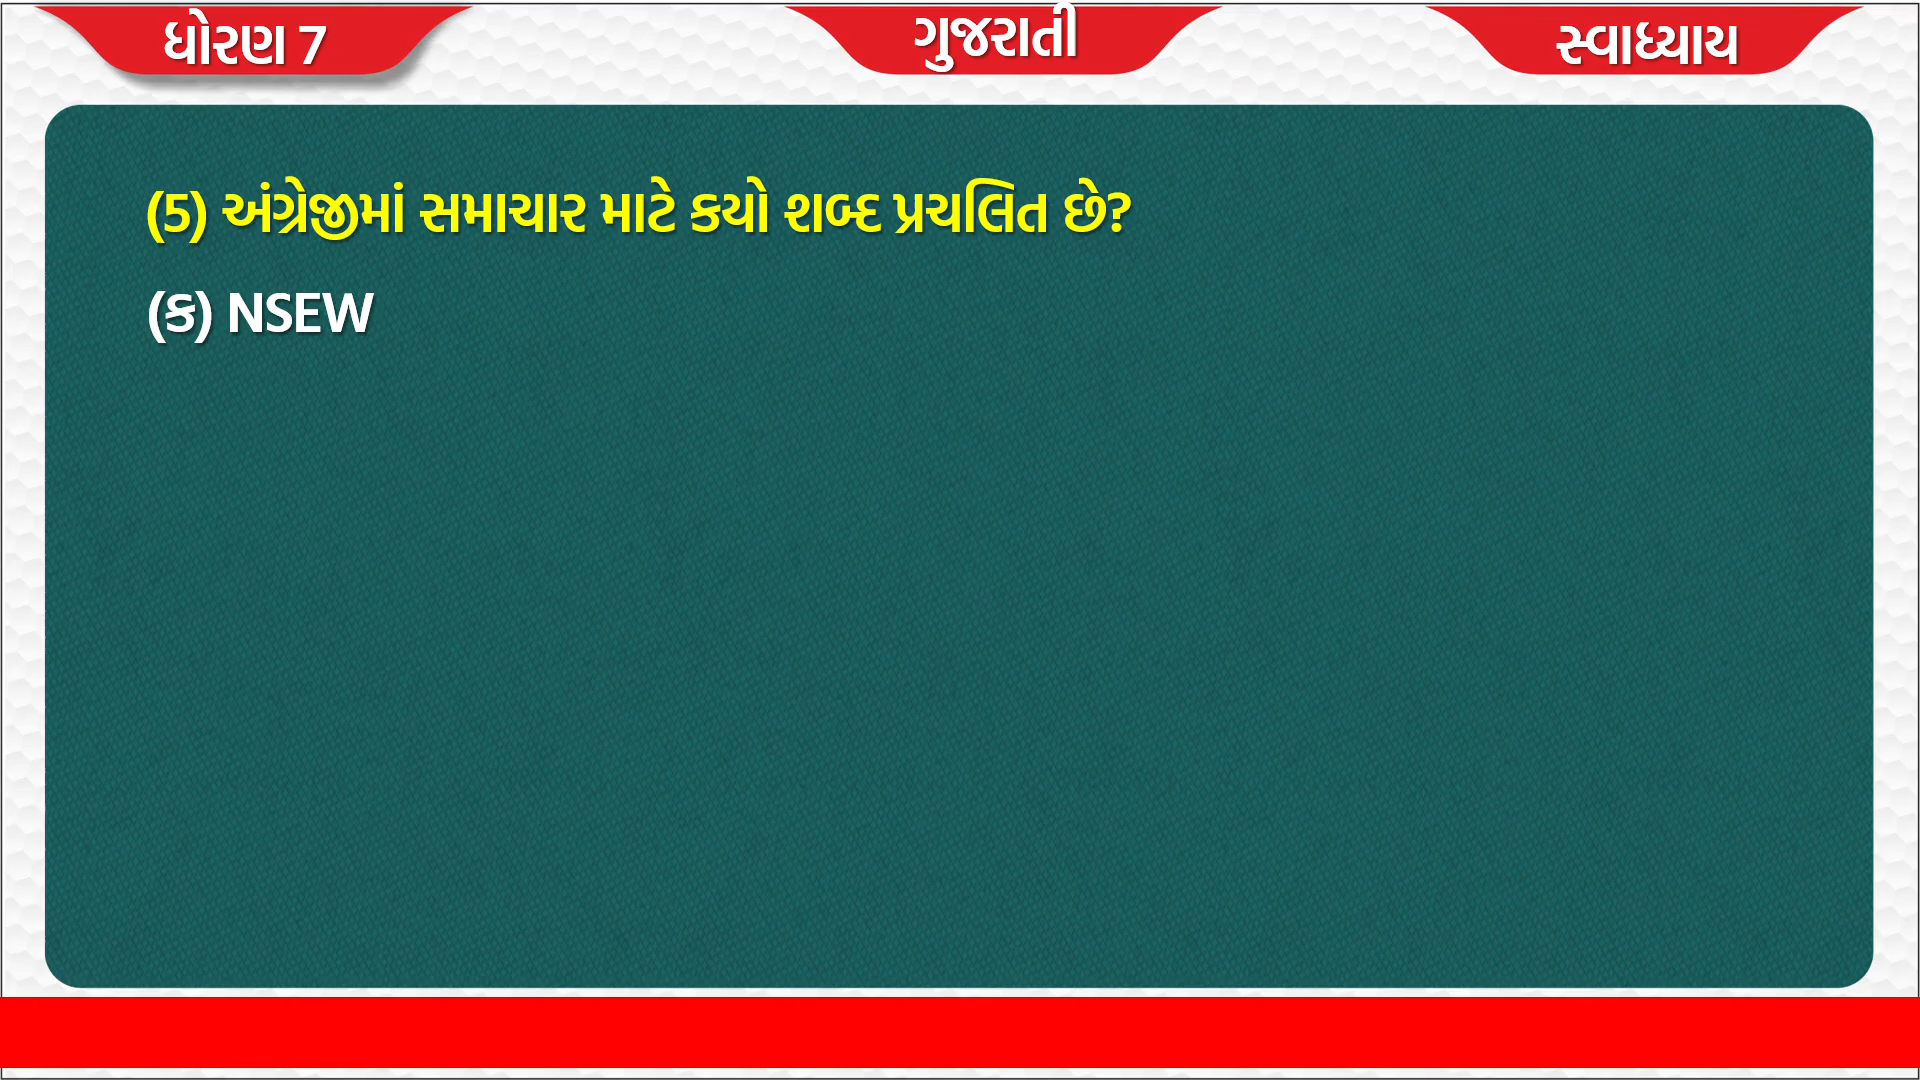 ધોરણ 7
ગુજરાતી
સ્વાધ્યાય
(5) અંગ્રેજીમાં સમાચાર માટે કયો શબ્દ પ્રચલિત છે?
(ક) NSEW